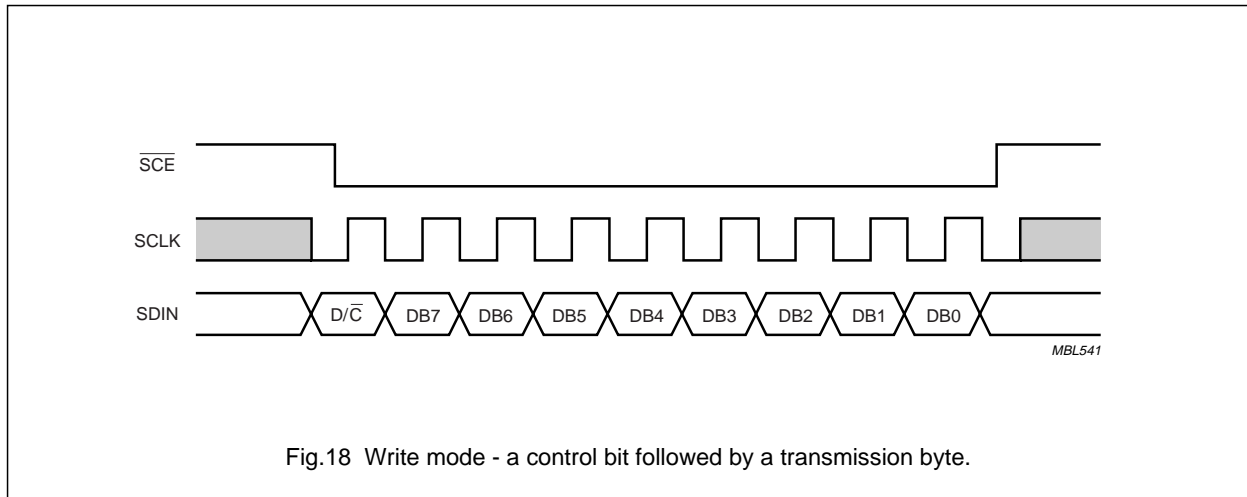 S̅C̅E̅
SCLK
SDIN D/C̅ DB7 DB6 DB5 DB4 DB3 DB2 DB1 DB0
MBL541
Fig.18 Write mode - a control bit followed by a transmission byte.